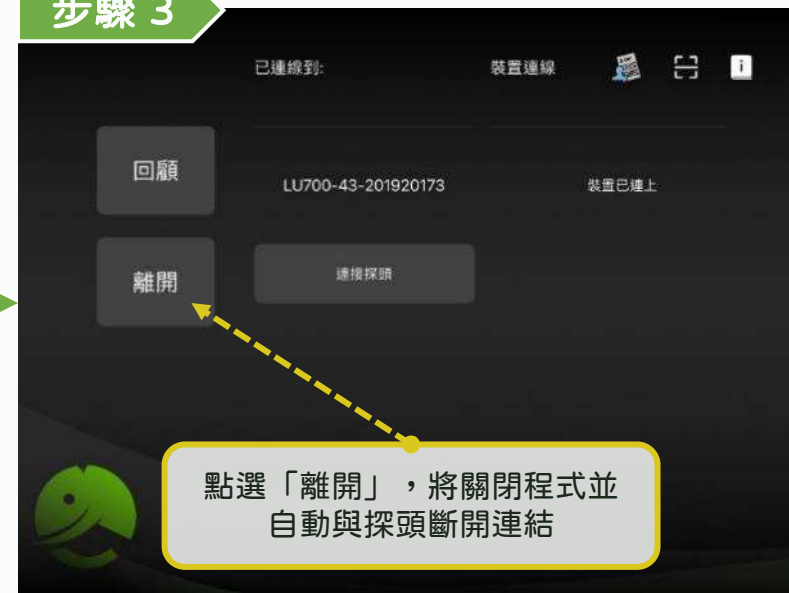 步驟 3
已連線到:
裝置連線
i
回顧
LU700-43-201920173
裝置已連上
離開
連接探頭
點選「離開」，將關閉程式並
自動與探頭斷開連結